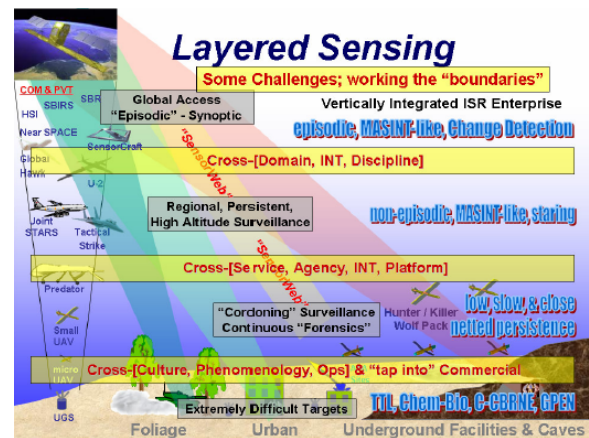 Layered Sensing
Some Challenges; working the “boundaries”
COM & PVT
SBIRS
SBR
HSI
Global Access
“Episodic” - Synoptic
Vertically Integrated ISR Enterprise
Near SPACE
SensorCraft
episodic, MASINT-like, Change Detection
"SensorWeb"
Global
Hawk
Cross-[Domain, INT, Discipline]
U-2
Regional, Persistent,
High Altitude Surveillance
non-episodic, MASINT-like, staring
Joint
STARS
Tactical
Strike
"SensorWeb"
Cross-[Service, Agency, INT, Platform]
Predator
“Cordoning” Surveillance
Continuous “Forensics”
Hunter / Killer
Wolf Pack
low, slow, & close
netted persistence
Small
UAV
Cross-[Culture, Phenomenology, Ops] & “tap into” Commercial
micro
UAV
UGS
Extremely Difficult Targets
TTL, Chem-Bio, C-CBRNE, GPEN
Foliage
Urban
Underground Facilities & Caves